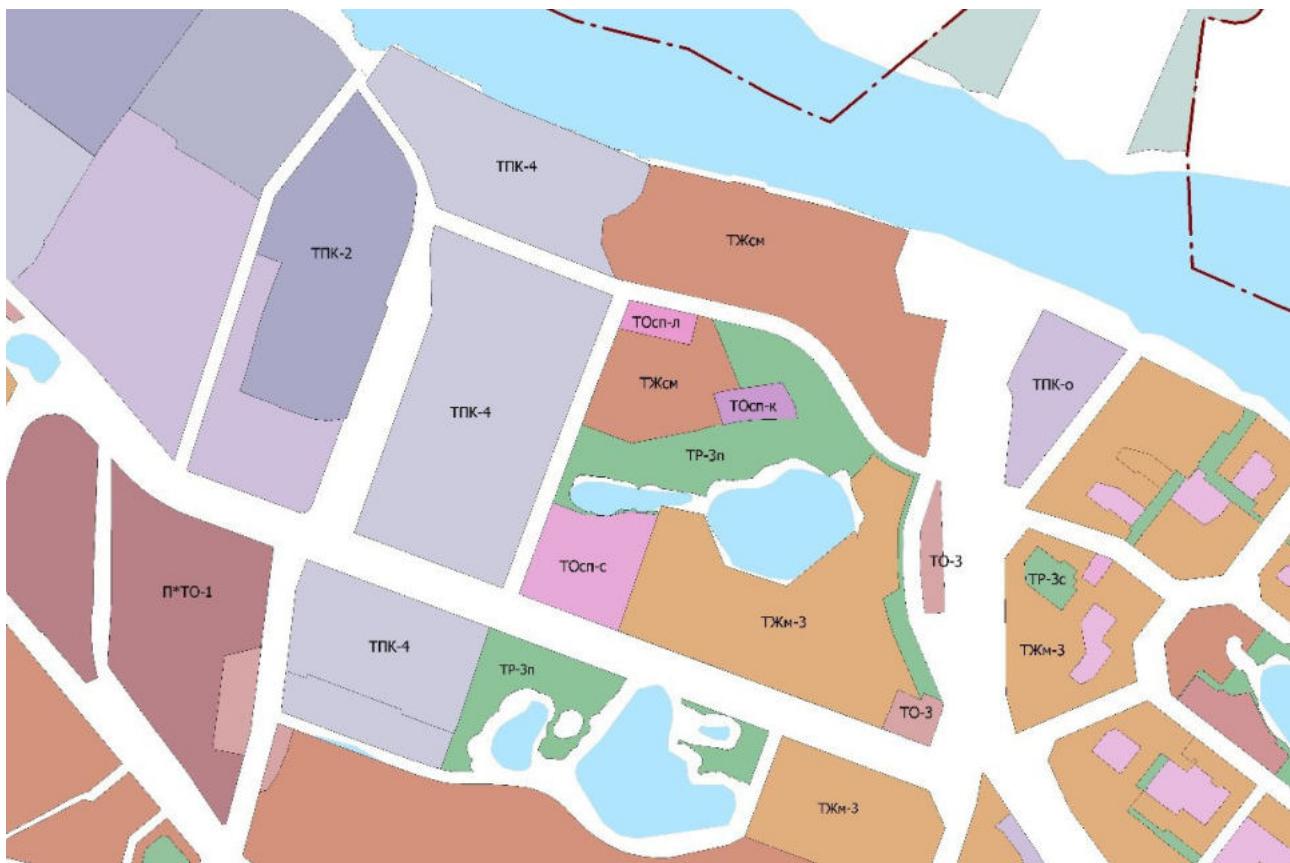 ТПК-4
ТЖсм
ТПК-2
ТОсп-л
ТЖсм
ТПК-о
ТОсп-к
ТПК-4
ТР-3п
ТО-3
ТОсп-с
ТР-3с
П*ТО-1
ТЖм-3
ТПК-4
ТЖм-3
ТР-3п
ТО-3
ТЖм-3